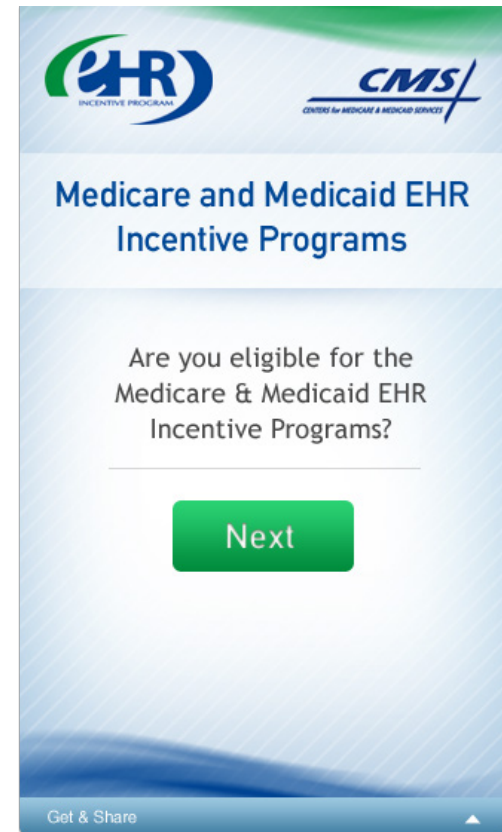 eHR
INCENTIVE PROGRAM
CMS
CENTERS for MEDICARE & MEDICAID SERVICES
Medicare and Medicaid EHR
Incentive Programs
Are you eligible for the
Medicare & Medicaid EHR
Incentive Programs?
Next
Get & Share